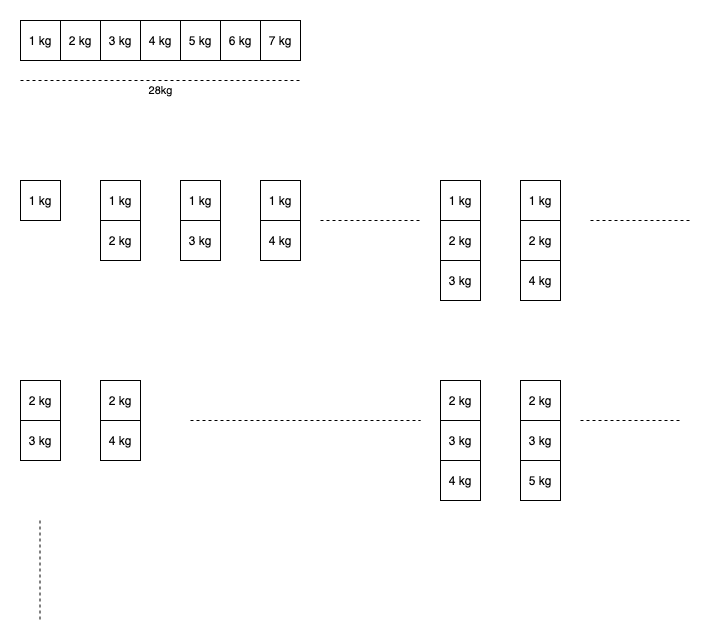 1 kg 2 kg 3 kg 4 kg 5 kg 6 kg 7 kg
28kg
1 kg 1 kg 1 kg 1 kg 1 kg 1 kg
2 kg 3 kg 4 kg 2 kg 2 kg
3 kg 4 kg
2 kg 2 kg 2 kg 2 kg
3 kg 4 kg 3 kg 3 kg
4 kg 5 kg